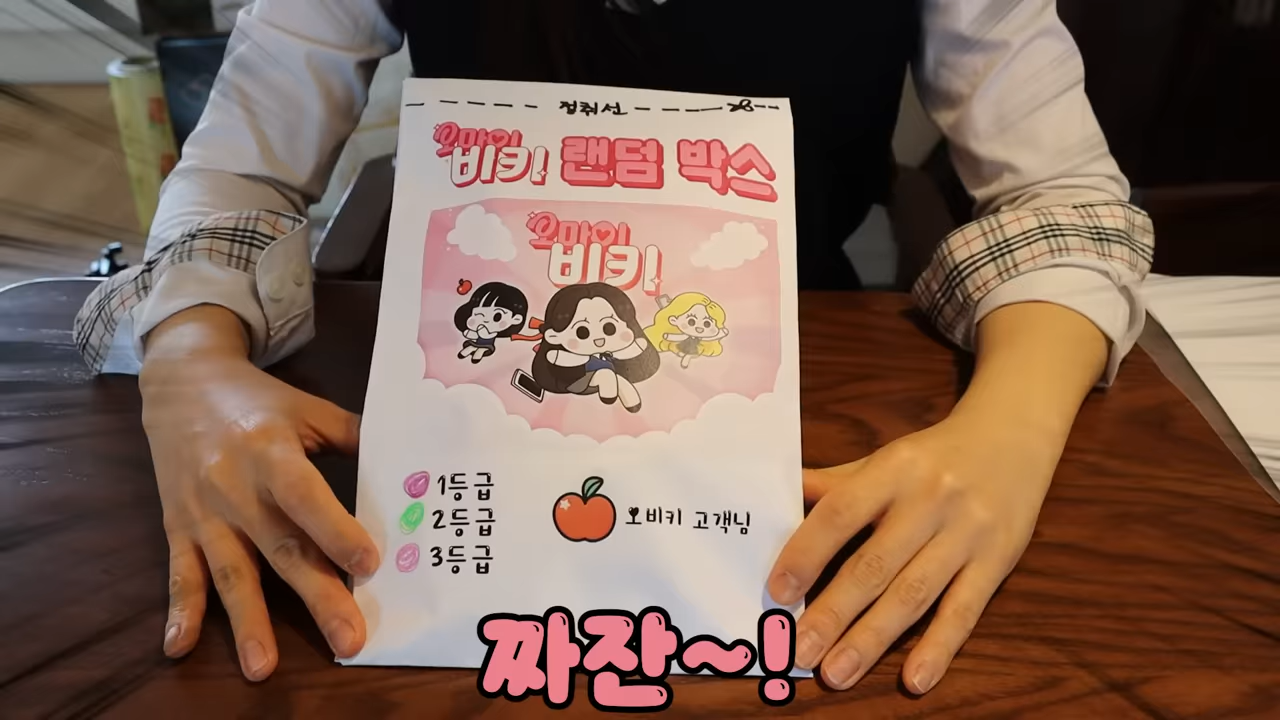 절취선
오마이
비키 랜덤 박스
오마이
비키
1등급
2등급
3등급
오비키 고객님
짜잔~!